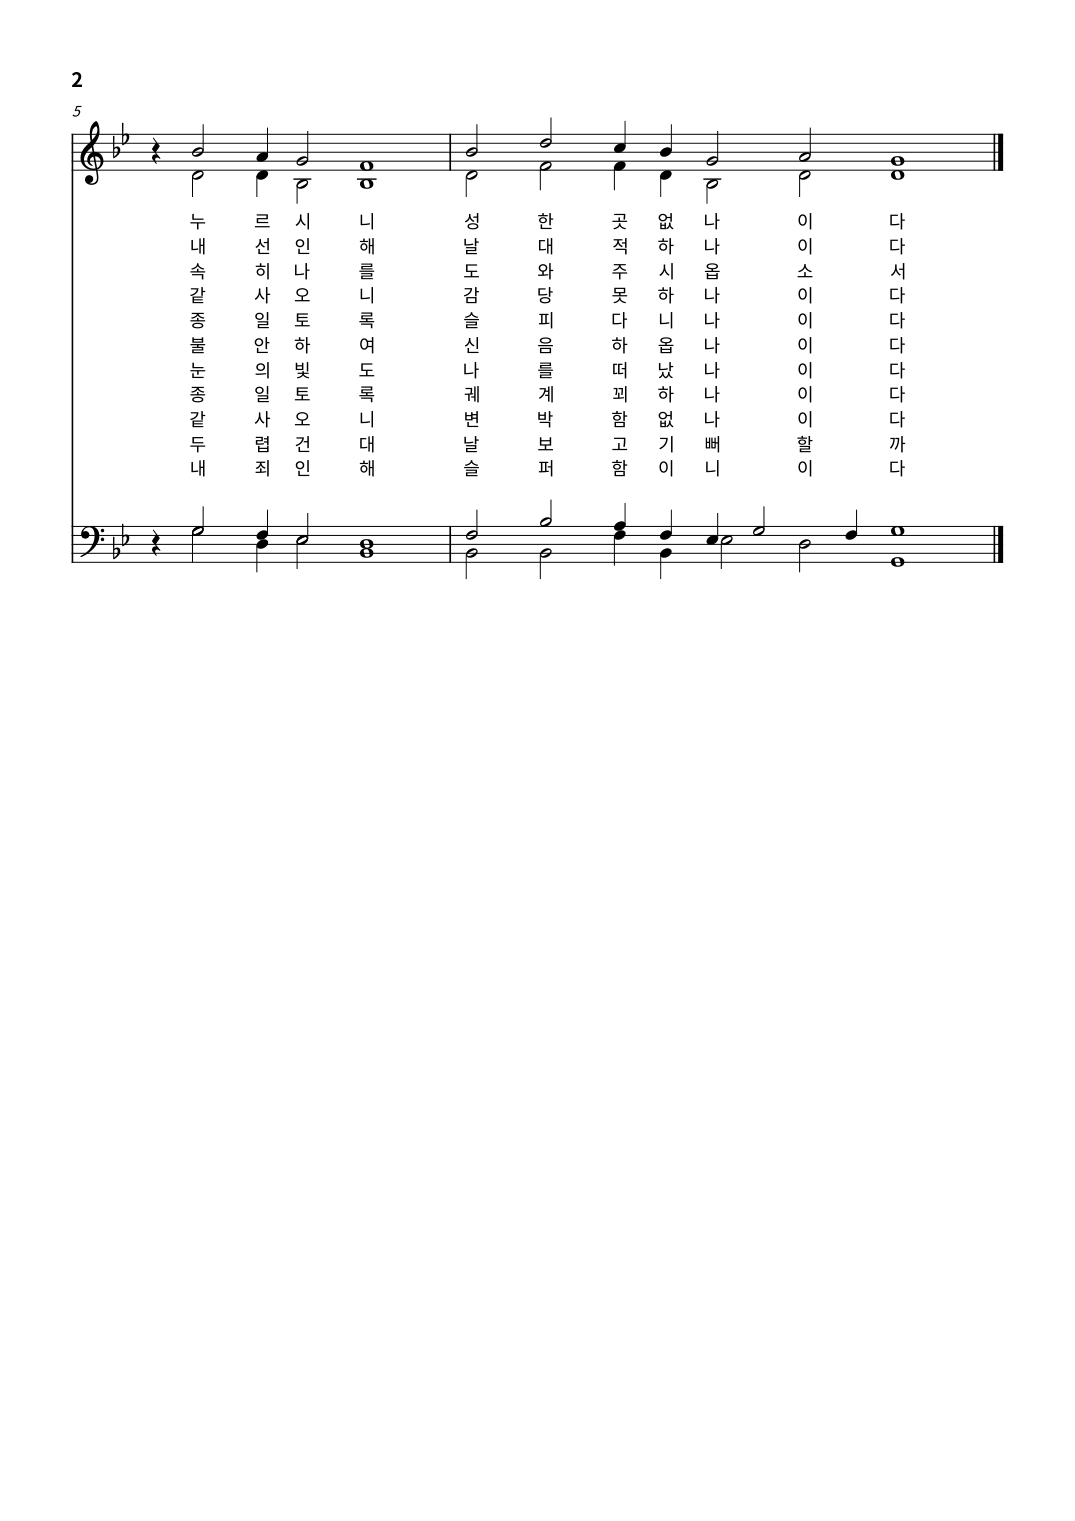 2
5
누 르 시 니 성 한 곳 없 나 이 다
내 선 인 해 날 대 적 하 나 이 다
속 히 나 를 도 와 주 시 옵 소 서
같 사 오 니 감 당 못 하 나 이 다
종 일 토 록 슬 피 다 니 나 이 다
불 안 하 여 신 음 하 옵 나 이 다
눈 의 빛 도 나 를 떠 났 나 이 다
종 일 토 록 궤 계 꾀 하 나 이 다
같 사 오 니 변 박 함 없 나 이 다
두 렵 건 대 날 보 고 기 뻐 할 까
내 죄 인 해 슬 퍼 함 이 니 이 다